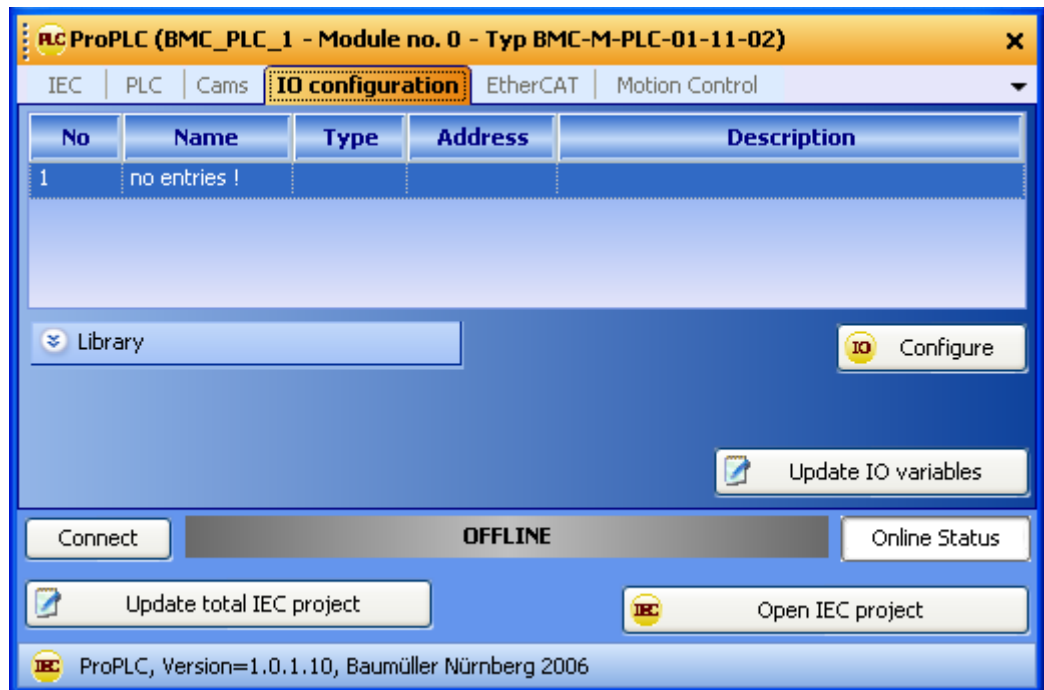 PLC ProPLC (BMC_PLC_1 - Module no. 0 - Typ BMC-M-PLC-01-11-02)
IEC PLC Cams IO configuration EtherCAT Motion Control
No Name Type Address Description
1 no entries !
Library
IO Configure
Update IO variables
Connect OFFLINE Online Status
Update total IEC project IEC Open IEC project
IEC ProPLC, Version=1.0.1.10, Baumüller Nürnberg 2006